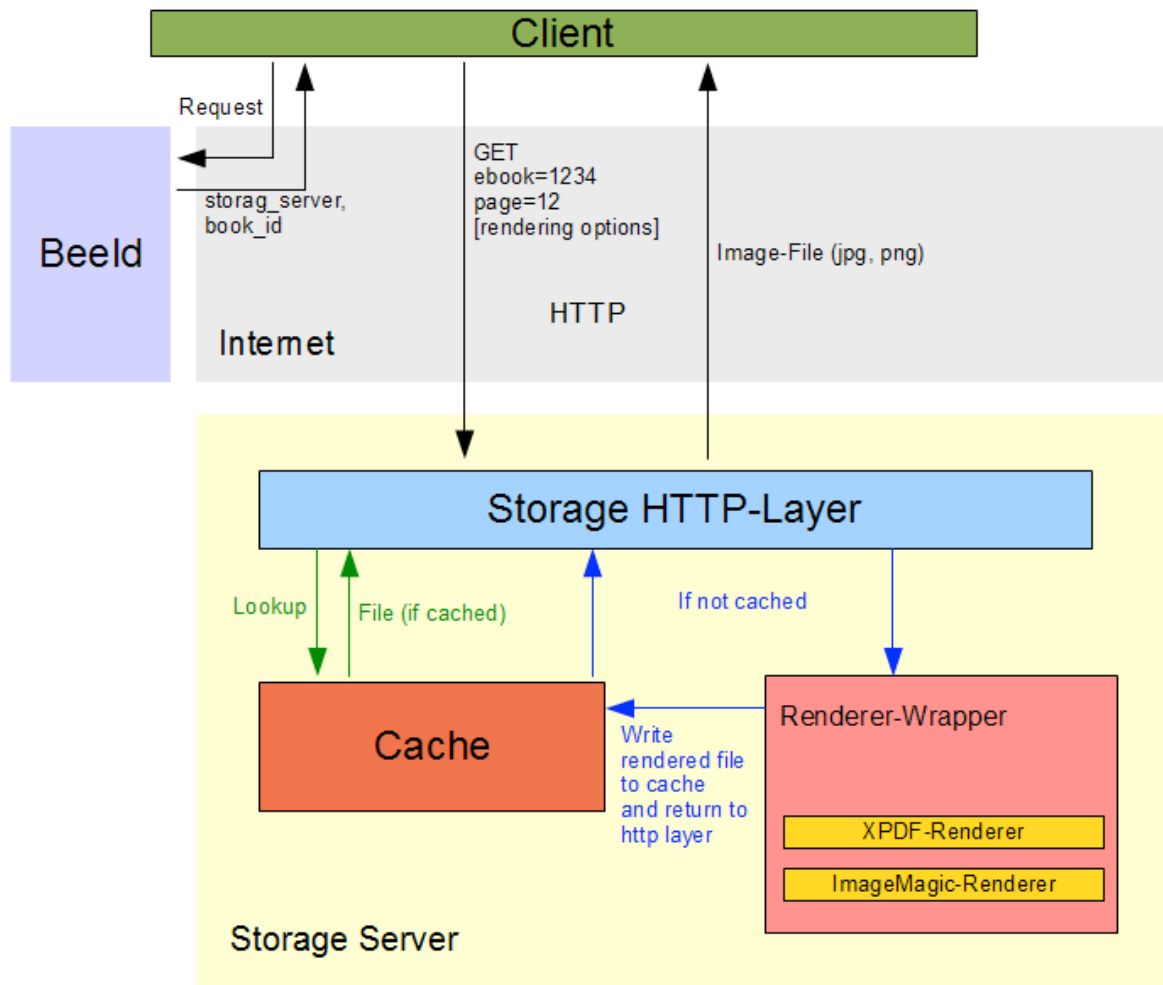 Client
Request
storag_server,
book_id
BeeId
GET
ebook=1234
page=12
[rendering options]
Image-File (jpg, png)
HTTP
Internet
Storage HTTP-Layer
Lookup
File (if cached)
If not cached
Cache
Write
rendered file
to cache
and return to
http layer
Renderer-Wrapper
XPDF-Renderer
ImageMagic-Renderer
Storage Server